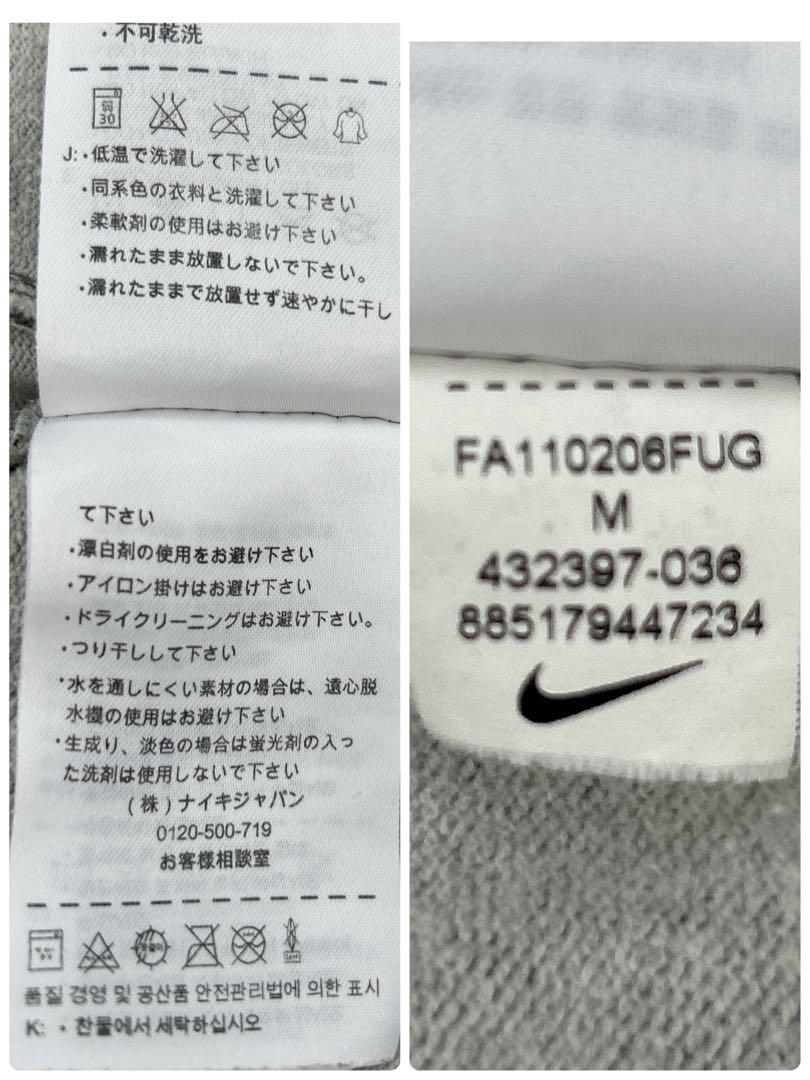 ・不可乾洗
弱
30
J:・低温で洗濯して下さい
・同系色の衣料と洗濯して下さい
・柔軟剤の使用はお避け下さい
・濡れたまま放置しないで下さい。
・濡れたままで放置せず速やかに干し
て下さい
・漂白剤の使用をお避け下さい
・アイロン掛けはお避け下さい
・ドライクリーニングはお避け下さい。
・つり干しして下さい
・水を通しにくい素材の場合は、遠心脱
水機の使用はお避け下さい
・生成り、淡色の場合は蛍光剤の入っ
た洗剤は使用しないで下さい
(株)ナイキジャパン
0120-500-719
お客様相談室
품질 경영 및 공산품 안전관리법에 의한 표시
K: ・찬물에서 세탁하십시오
FA110206FUG
M
432397-036
885179447234